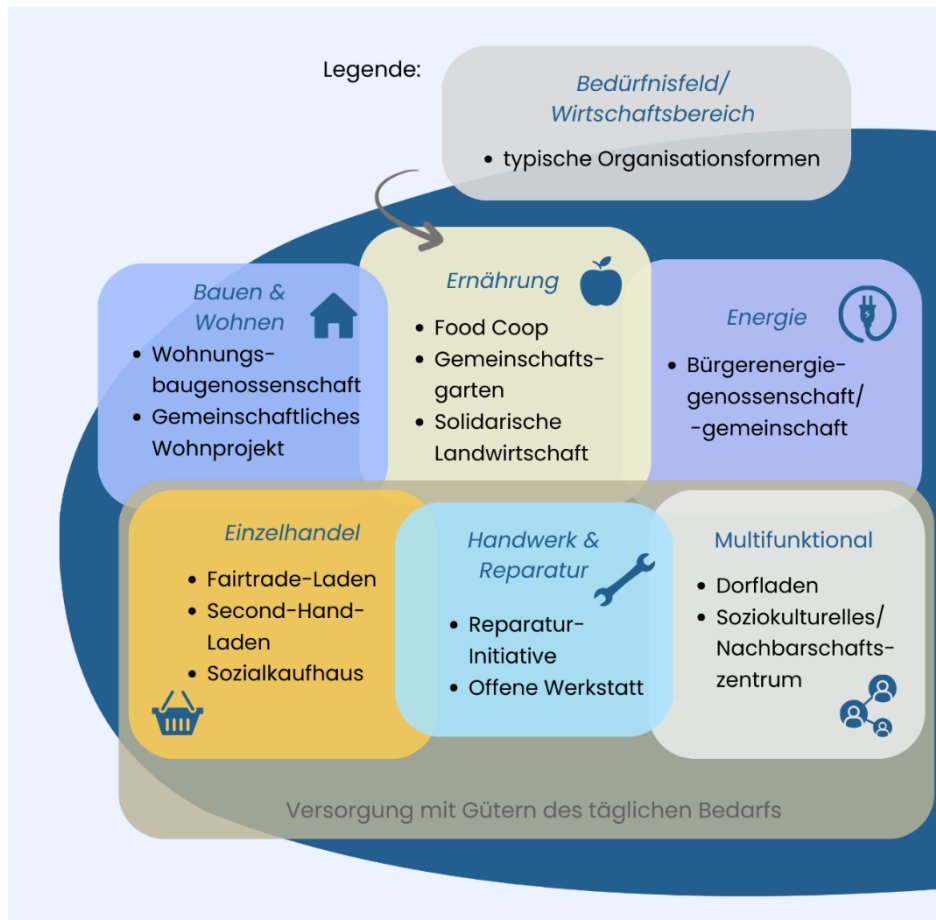 Legende:
Bedürfnisfeld/
Wirtschaftsbereich
• typische Organisationsformen
Bauen &
Wohnen
• Wohnungs-
baugenossenschaft
• Gemeinschaftliches
Wohnprojekt
Ernährung
• Food Coop
• Gemeinschafts-
garten
• Solidarische
Landwirtschaft
Energie
• Bürgerenergie-
genossenschaft/
-gemeinschaft
Einzelhandel
• Fairtrade-Laden
• Second-Hand-
Laden
• Sozialkaufhaus
Handwerk &
Reparatur
• Reparatur-
Initiative
• Offene Werkstatt
Multifunktional
• Dorfladen
• Soziokulturelles/
Nachbarschafts-
zentrum
Versorgung mit Gütern des täglichen Bedarfs